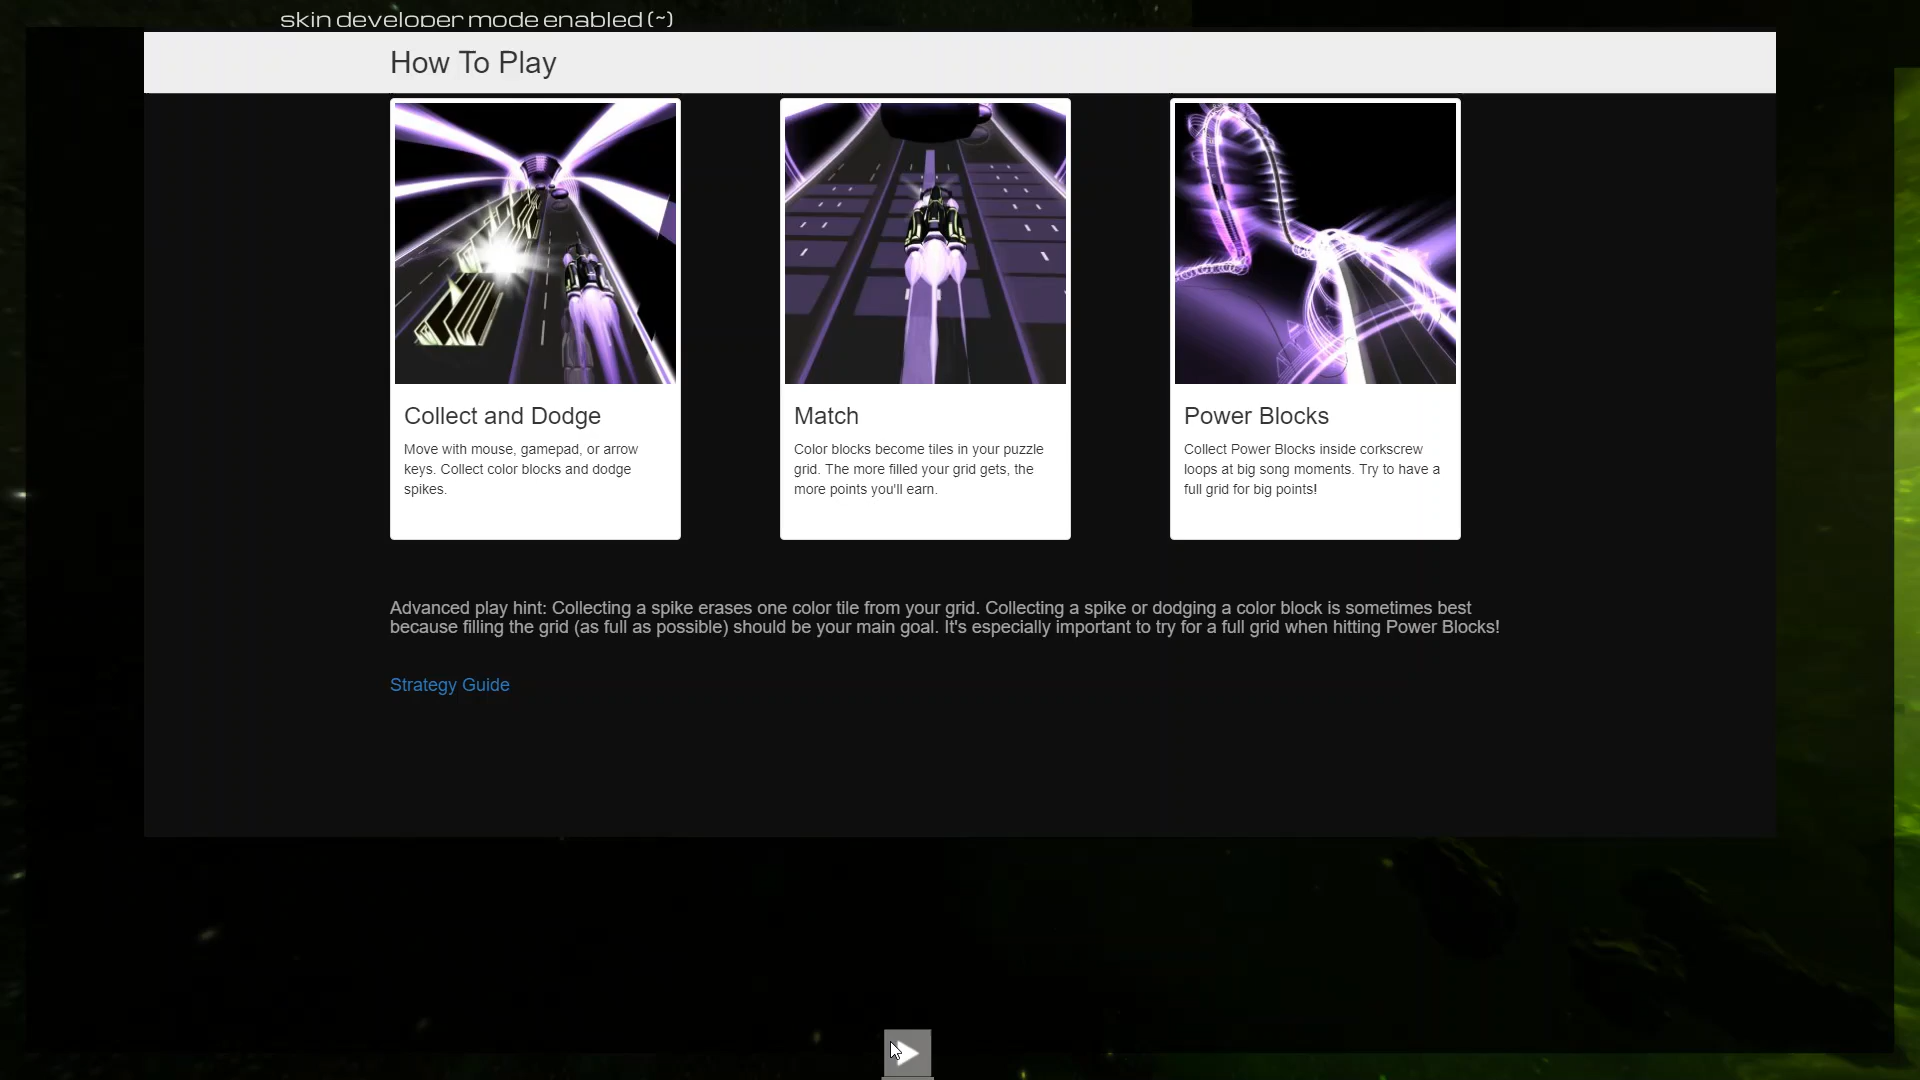 skin developer mode enabled (~)
How To Play
Collect and Dodge
Move with mouse, gamepad, or arrow
keys. Collect color blocks and dodge
spikes.
Match
Color blocks become tiles in your puzzle
grid. The more filled your grid gets, the
more points you'll earn.
Power Blocks
Collect Power Blocks inside corkscrew
loops at big song moments. Try to have a
full grid for big points!
Advanced play hint: Collecting a spike erases one color tile from your grid. Collecting a spike or dodging a color block is sometimes best
because filling the grid (as full as possible) should be your main goal. It's especially important to try for a full grid when hitting Power Blocks!
Strategy Guide